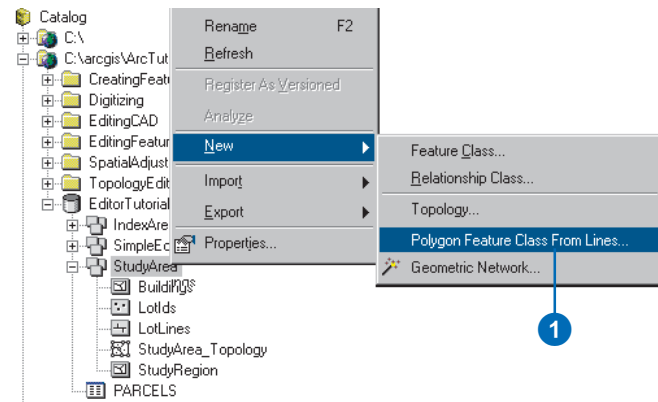 Catalog
C:\
C:\arcgis\ArcTut
CreatingFeat
Digitizing
EditingCAD
EditingFeatur
SpatialAdjust
TopologyEdit
EditorTutorial
IndexAre
SimpleEd
StudyArea
Buildings
LotIds
LotLines
StudyArea_Topology
StudyRegion
PARCELS
Rename F2
Refresh
Register As Versioned
Analyze
New
Import
Export
Properties...
Feature Class...
Relationship Class...
Topology...
Polygon Feature Class From Lines...
Geometric Network...
1